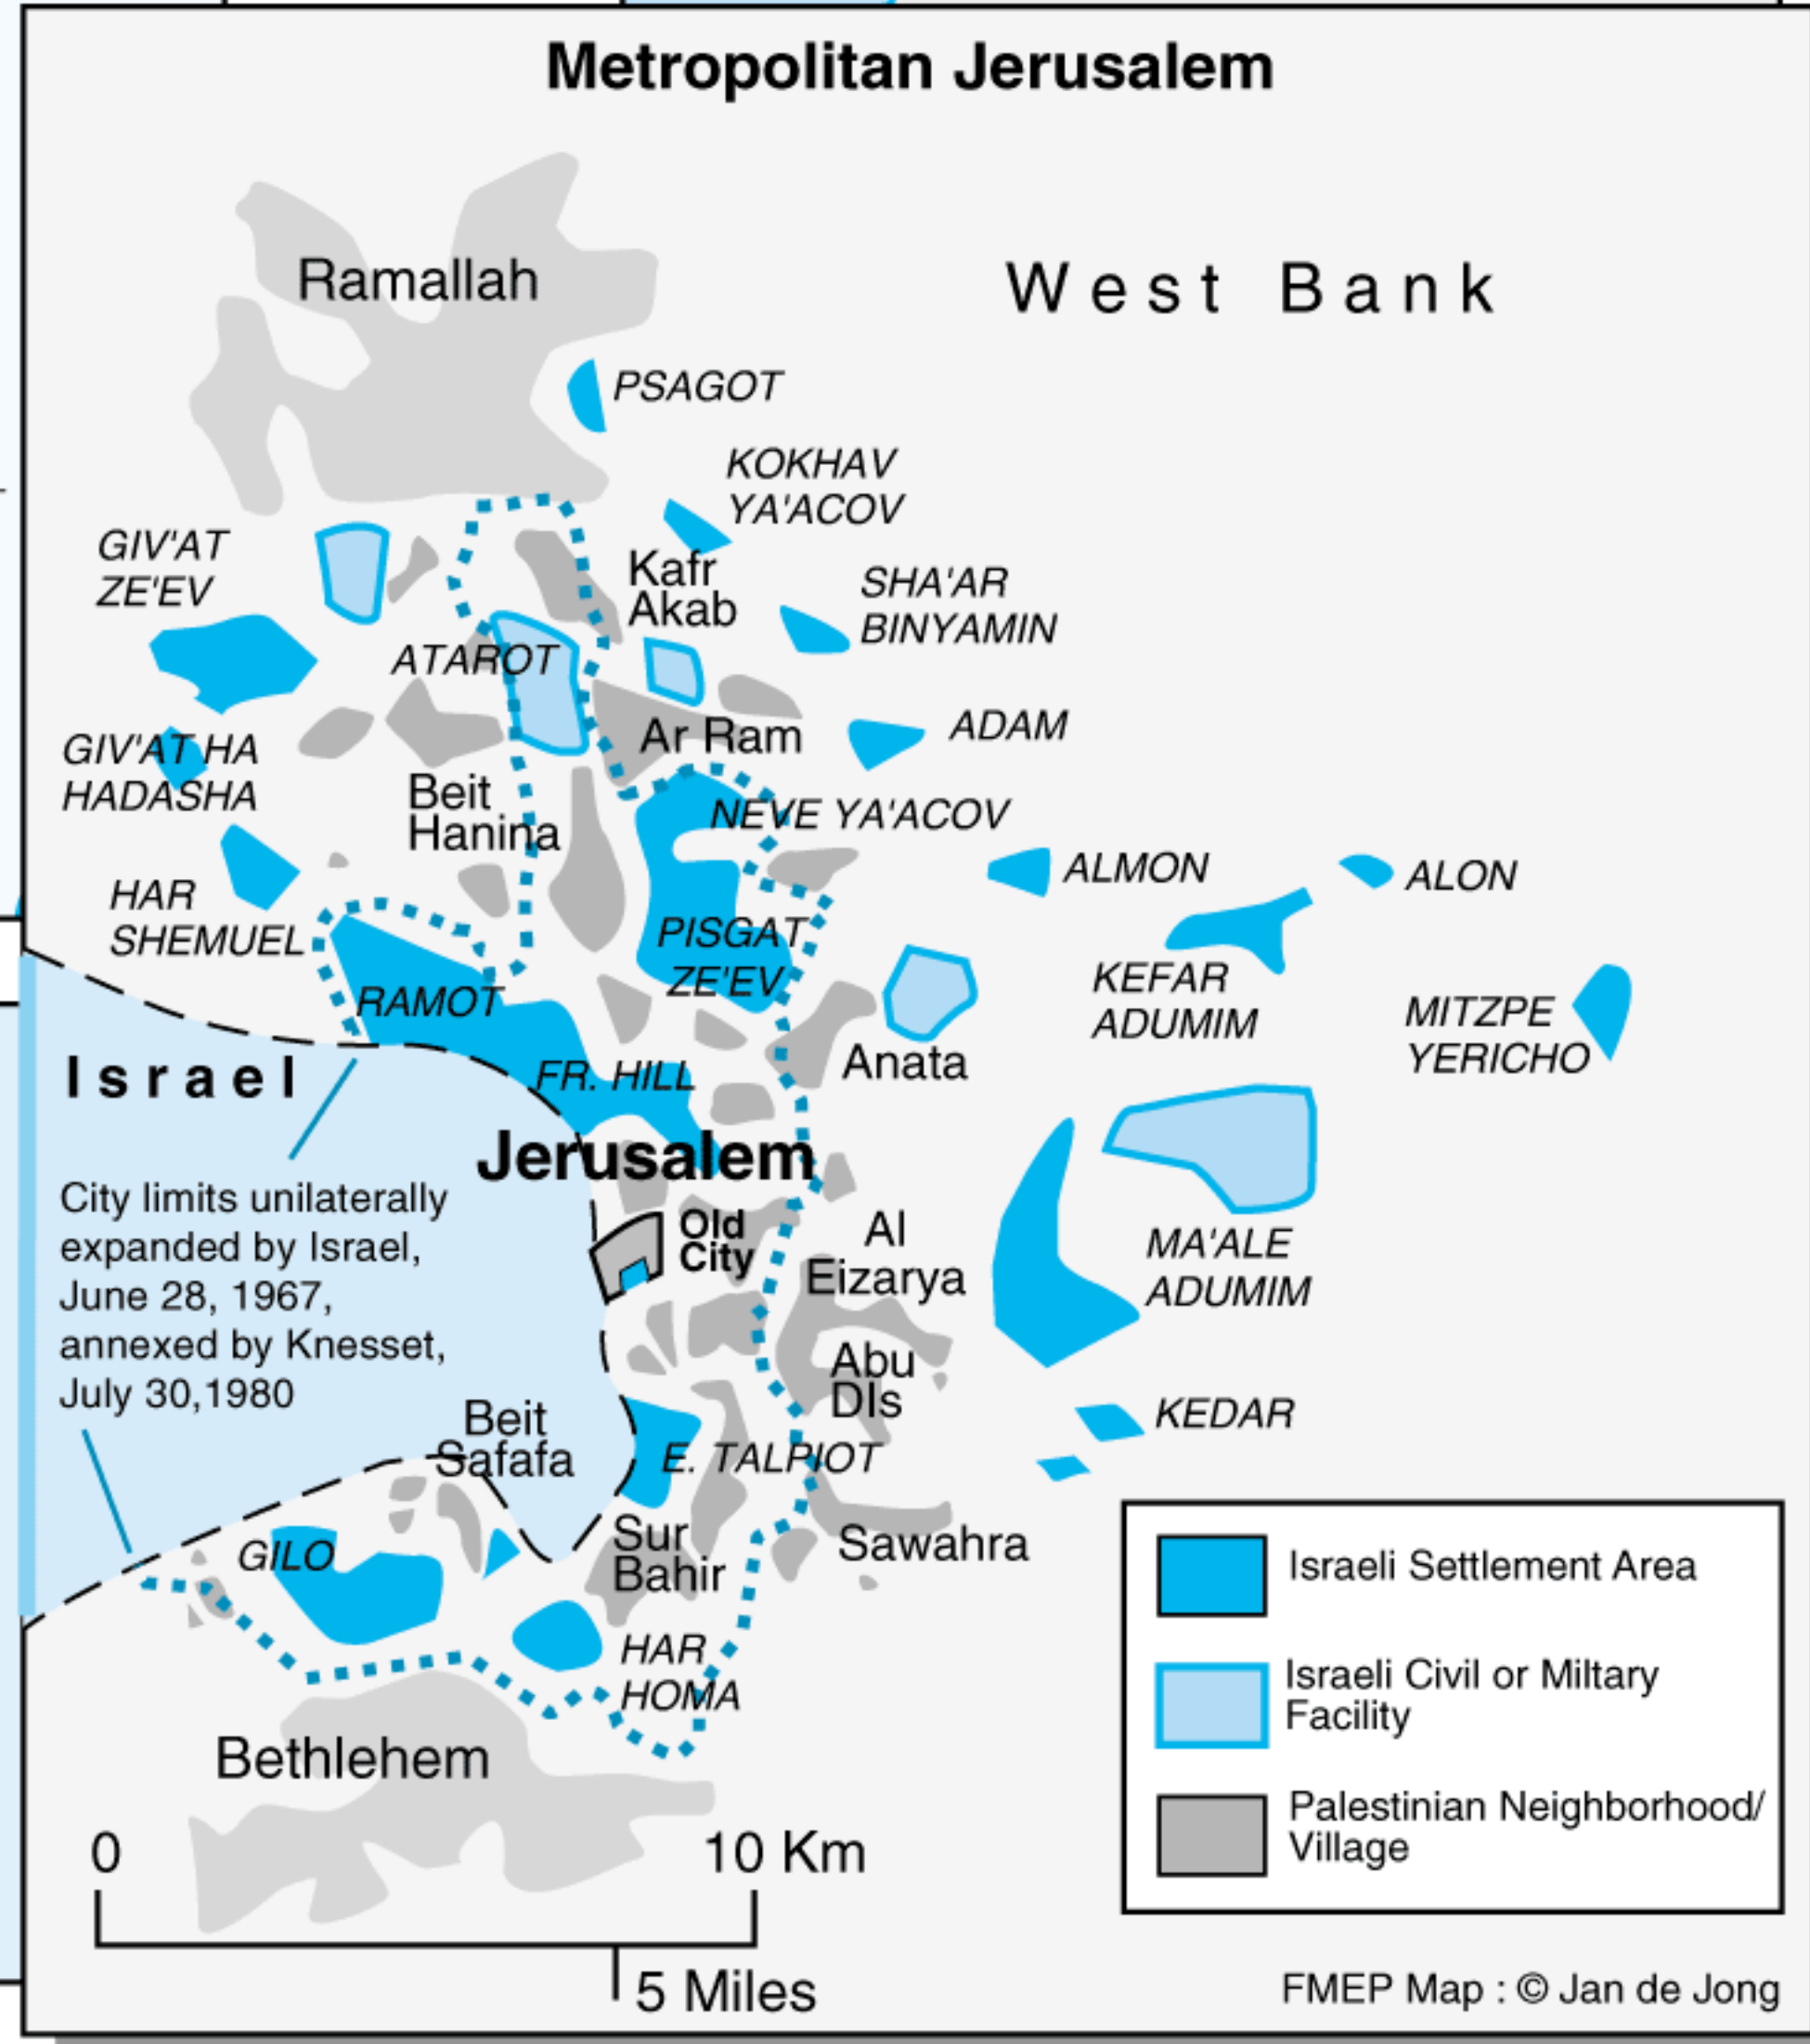 Metropolitan Jerusalem
Ramallah
West Bank
PSAGOT
KOKHAV
YA'ACOV
GIV'AT
ZE'EV
Kafr
Akab
SHA'AR
BINYAMIN
ATAROT
Ar Ram
ADAM
GIV'AT HA
HADASHA
Beit
Hanina
NEVE YA'ACOV
ALMON
ALON
HAR
SHEMUEL
PISGAT
ZE'EV
RAMOT
KEFAR
ADUMIM
MITZPE
YERICHO
Israel
FR. HILL
Anata
Jerusalem
City limits unilaterally
expanded by Israel,
June 28, 1967,
annexed by Knesset,
July 30,1980
Old
City
Al
Eizarya
MA'ALE
ADUMIM
Abu
DIs
KEDAR
Beit
Safafa
E. TALPIOT
GILO
Sur
Bahir
Sawahra
HAR
HOMA
Bethlehem
Israeli Settlement Area
Israeli Civil or Miltary
Facility
Palestinian Neighborhood/
Village
0
10 Km
5 Miles
FMEP Map : © Jan de Jong